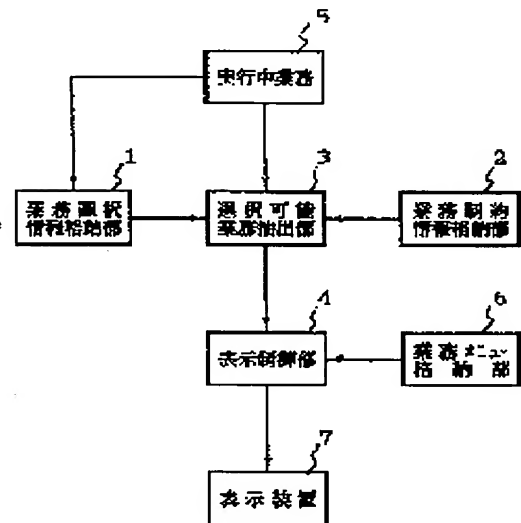 5
実行中業務
1
3
2
業務選択
情報格納部
選択可能
業務抽出部
業務制約
情報格納部
4
6
表示制御部
業務メニュー
格納部
7
表示装置